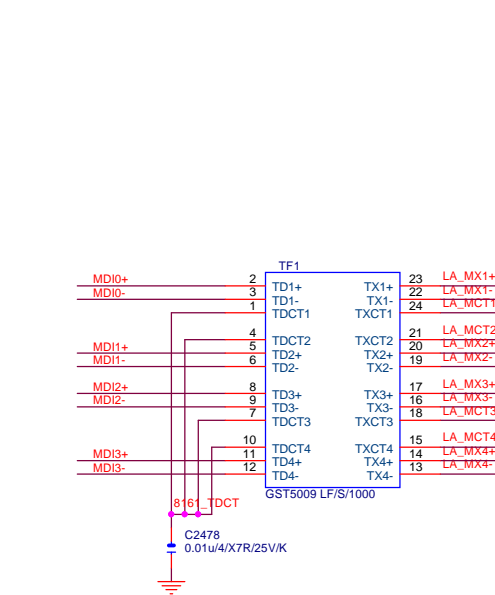 TF1
MDI0+ 2 TD1+ TX1+ 23 LA_MX1+
MDI0- 3 TD1- TX1- 22 LA_MX1-
1 TDCT1 TXCT1 24 LA_MCT1
4 TDCT2 TXCT2 21 LA_MCT2
MDI1+ 5 TD2+ TX2+ 20 LA_MX2+
MDI1- 6 TD2- TX2- 19 LA_MX2-
MDI2+ 8 TD3+ TX3+ 17 LA_MX3+
MDI2- 9 TD3- TX3- 16 LA_MX3-
7 TDCT3 TXCT3 18 LA_MCT3
10 TDCT4 TXCT4 15 LA_MCT4
MDI3+ 11 TD4+ TX4+ 14 LA_MX4+
MDI3- 12 TD4- TX4- 13 LA_MX4-
GST5009 LF/S/1000
8161_TDCT
C2478
0.01u/4/X7R/25V/K